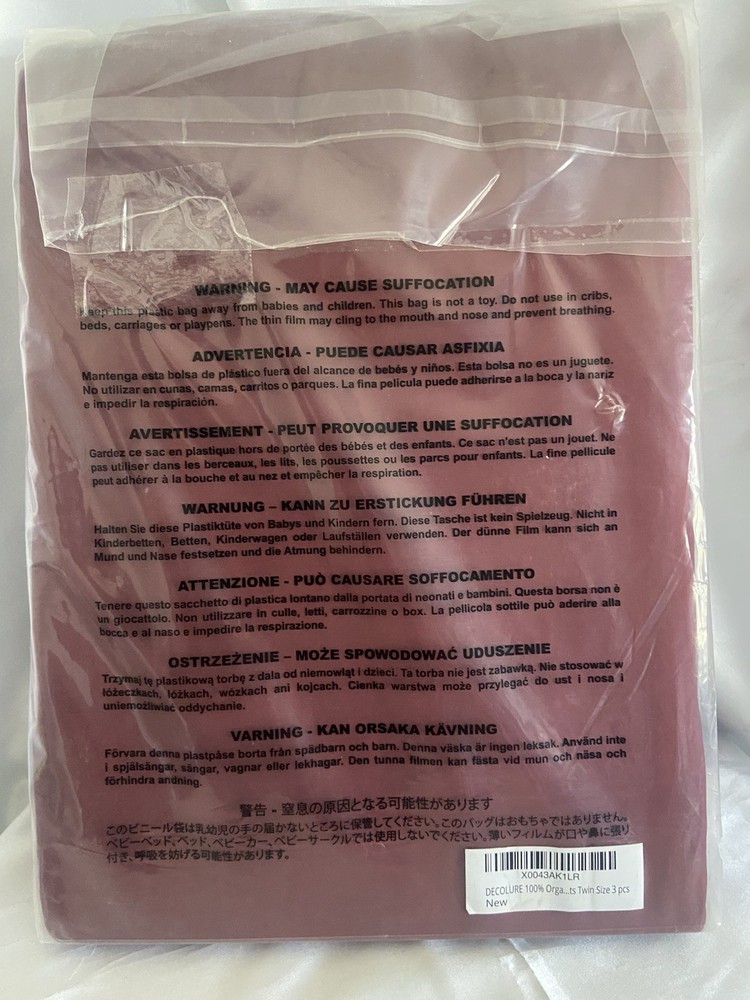 WARNING - MAY CAUSE SUFFOCATION
Keep this plastic bag away from babies and children. This bag is not a toy. Do not use in cribs,
beds, carriages or playpens. The thin film may cling to the mouth and nose and prevent breathing.
ADVERTENCIA - PUEDE CAUSAR ASFIXIA
Mantenga esta bolsa de plástico fuera del alcance de bebés y niños. Esta bolsa no es un juguete.
No utilizar en cunas, camas, carritos o parques. La fina película puede adherirse a la boca y la nariz
e impedir la respiración.
AVERTISSEMENT - PEUT PROVOQUER UNE SUFFOCATION
Gardez ce sac en plastique hors de portée des bébés et des enfants. Ce sac n'est pas un jouet. Ne
pas utiliser dans les berceaux, les lits, les poussettes ou les parcs pour enfants. La fine pellicule
peut adhérer à la bouche et au nez et empêcher la respiration.
WARNUNG – KANN ZU ERSTICKUNG FÜHREN
Halten Sie diese Plastiktüte von Babys und Kindern fern. Diese Tasche ist kein Spielzeug. Nicht in
Kinderbetten, Betten, Kinderwagen oder Laufställen verwenden. Der dünne Film kann sich an
Mund und Nase festsetzen und die Atmung behindern.
ATTENZIONE - PUÒ CAUSARE SOFFOCAMENTO
Tenere questo sacchetto di plastica lontano dalla portata di neonati e bambini. Questa borsa non è
un giocattolo. Non utilizzare in culle, letti, carrozzine o box. La pellicola sottile può aderire alla
bocca e al naso e impedire la respirazione.
OSTRZEŻENIE – MOŻE SPOWODOWAĆ UDUSZENIE
Trzymaj tę plastikową torbę z dala od niemowląt i dzieci. Ta torba nie jest zabawką. Nie stosować w
łóżeczkach, łóżkach, wózkach ani kojcach. Cienka warstwa może przylegać do ust i nosa i
uniemożliwiać oddychanie.
VARNING - KAN ORSAKA KÄVNING
Förvara denna plastpåse borta från spädbarn och barn. Denna väska är ingen leksak. Använd inte
i spjälsängar, sängar, vagnar eller lekhagar. Den tunna filmen kan fästa vid mun och näsa och
förhindra andning.
警告 - 窒息の原因となる可能性があります
このビニール袋は乳幼児の手の届かないところに保管してください。このバッグはおもちゃではありません。
ベビーベッド、ベッド、ベビーカー、ベビーサークルでは使用しないでください。薄いフィルムが口や鼻に張り
付き、呼吸を妨げる可能性があります。
X0043AK1LR
DECOLURE 100% Orga...ts Twin Size 3 pcs
New